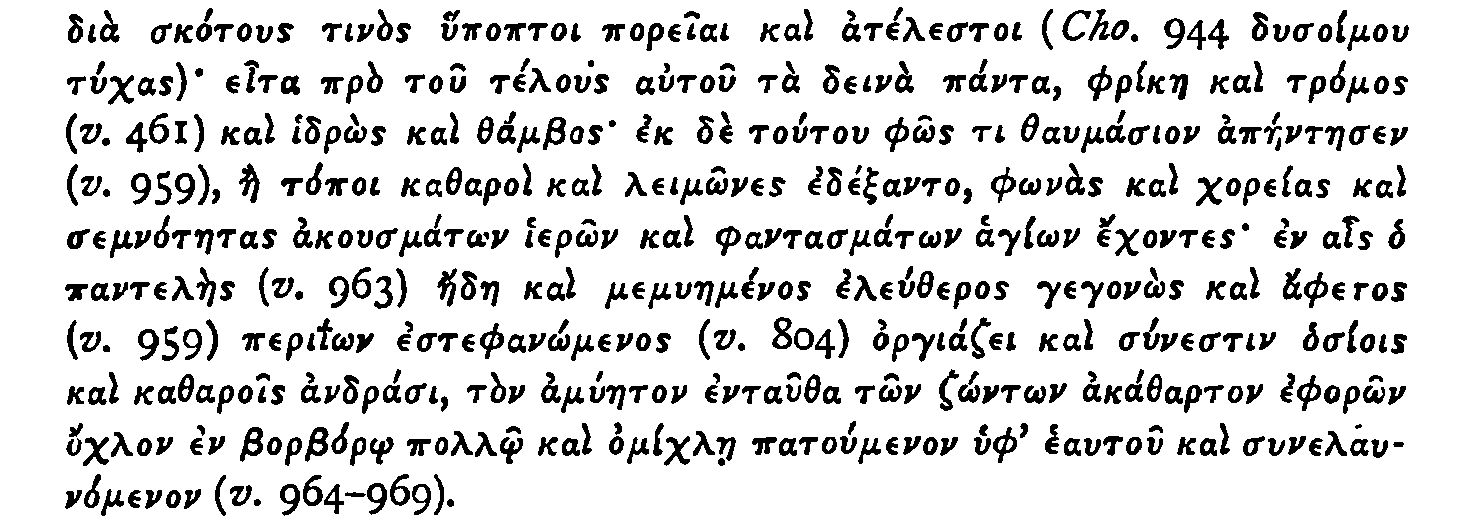 διὰ σκότους τινὸς ὕποπτοι πορεῖαι καὶ ἀτέλεστοι (Cho. 944 δυσοίμου
τύχας)· εἶτα πρὸ τοῦ τέλους αὐτοῦ τὰ δεινὰ πάντα, φρίκη καὶ τρόμος
(v. 461) καὶ ἱδρὼς καὶ θάμβος· ἐκ δὲ τούτου φῶς τι θαυμάσιον ἀπήντησεν
(v. 959), ἢ τόποι καθαροὶ καὶ λειμῶνες ἐδέξαντο, φωνὰς καὶ χορείας καὶ
σεμνότητας ἀκουσμάτων ἱερῶν καὶ φαντασμάτων ἁγίων ἔχοντες· ἐν αἷς ὁ
παντελὴς (v. 963) ἤδη καὶ μεμυημένος ἐλεύθερος γεγονὼς καὶ ἄφετος
(v. 959) περιϊὼν ἐστεφανώμενος (v. 804) ὀργιάζει καὶ σύνεστιν ὁσίοις
καὶ καθαροῖς ἀνδράσι, τὸν ἀμύητον ἐνταῦθα τῶν ζώντων ἀκάθαρτον ἐφορῶν
ὄχλον ἐν βορβόρῳ πολλῷ καὶ ὁμίχλῃ πατούμενον ὑφ' ἑαυτοῦ καὶ συνελαυ-
νόμενον (v. 964–969).